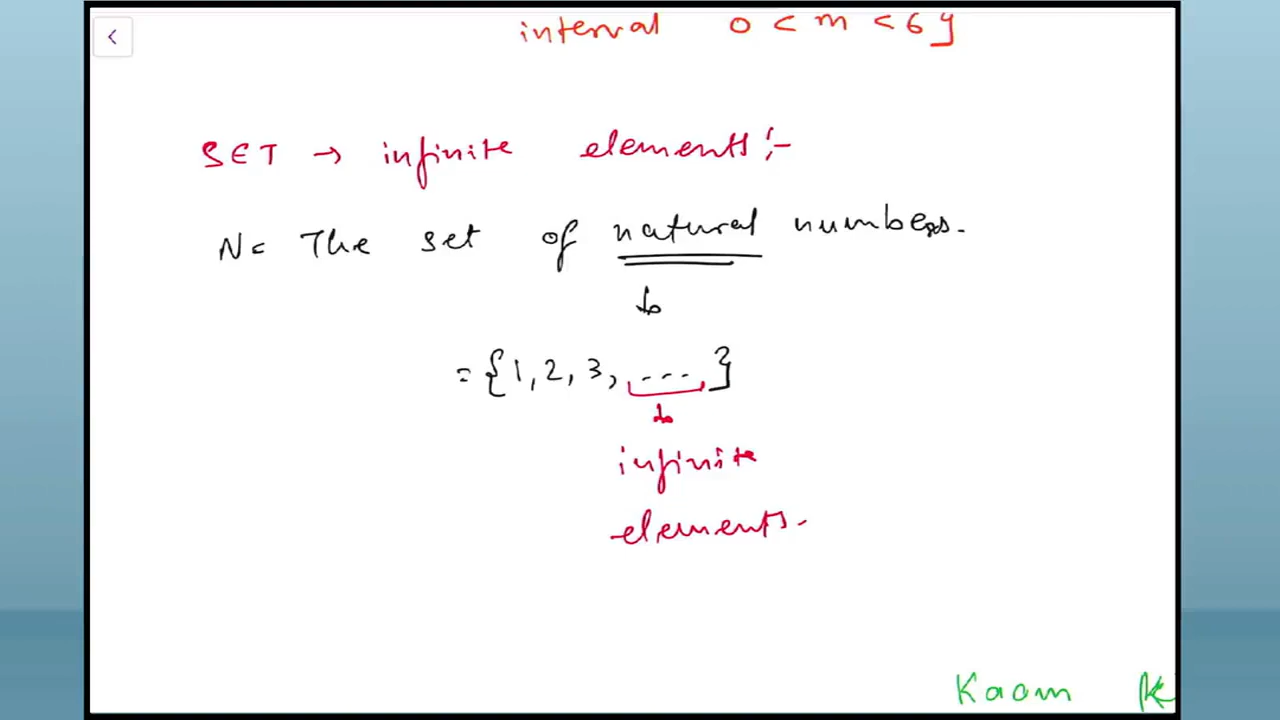 interval 0 < m < 6}
SET → infinite elements :-
N = The set of natural numbers.
= {1, 2, 3, ... }
infinite
elements.
Kaam